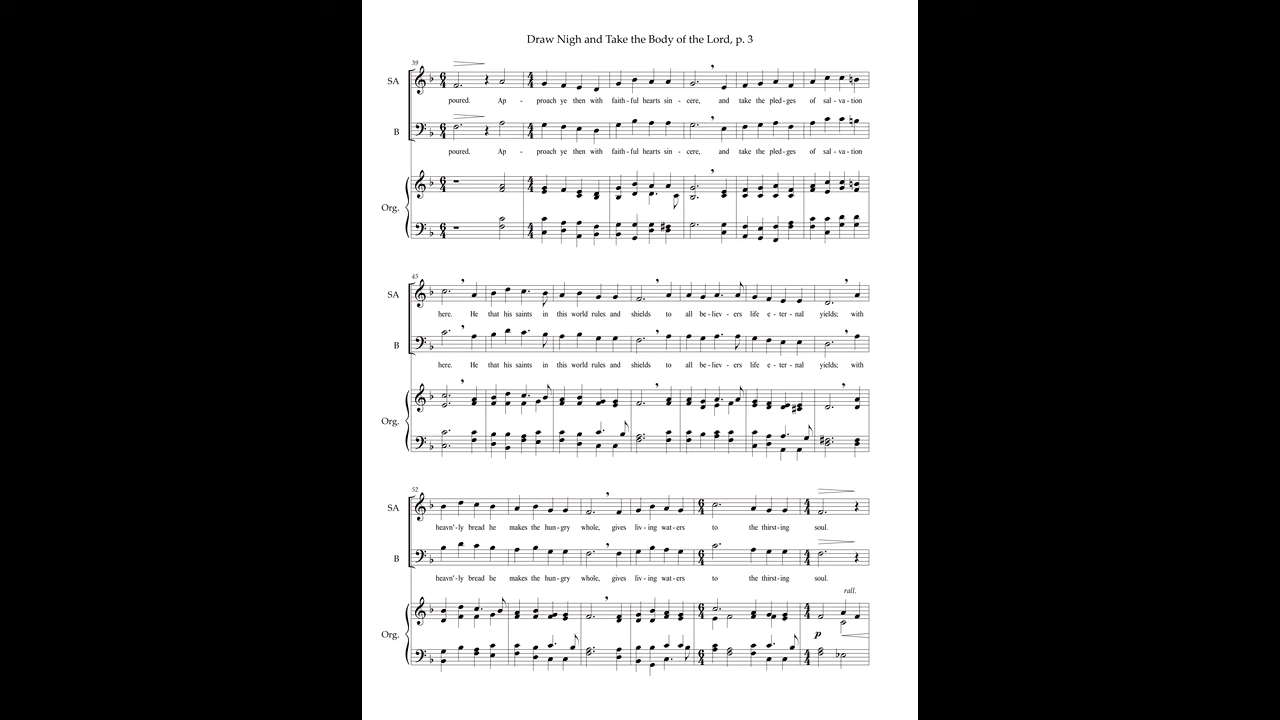 Draw Nigh and Take the Body of the Lord, p. 3
39
SA
poured. Ap - proach ye then with faith - ful hearts sin - cere, and take the pled - ges of sal - va - tion
B
poured. Ap - proach ye then with faith - ful hearts sin - cere, and take the pled - ges of sal - va - tion
Org.
45
SA
here. He that his saints in this world rules and shields to all be - liev - ers life e - ter - nal yields; with
B
here. He that his saints in this world rules and shields to all be - liev - ers life e - ter - nal yields; with
Org.
52
SA
heavn' - ly bread he makes the hun - gry whole, gives liv - ing wat - ers to the thirst - ing soul.
B
heavn' - ly bread he makes the hun - gry whole, gives liv - ing wat - ers to the thirst - ing soul.
rall.
Org.
p